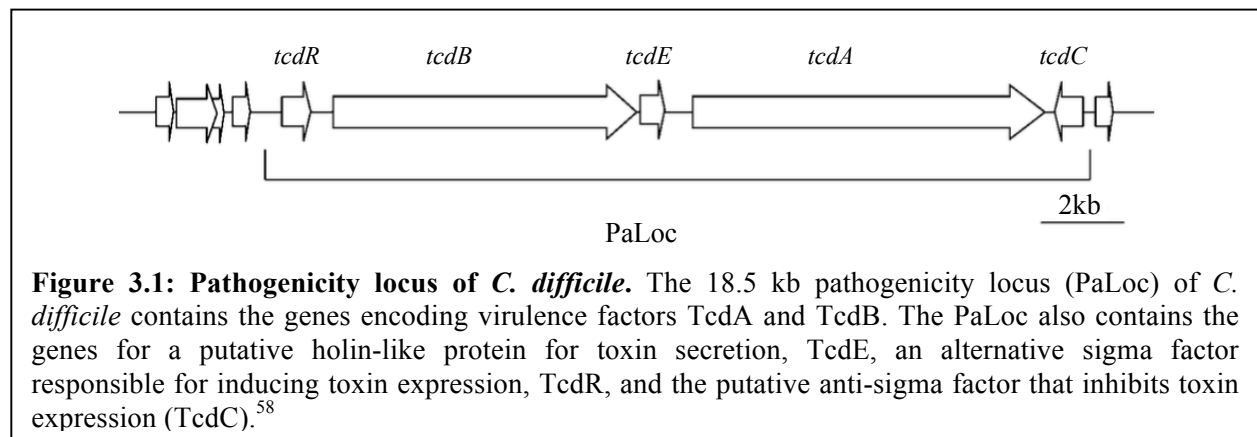 tcdR tcdB tcdE tcdA tcdC
2kb
PaLoc
Figure 3.1: Pathogenicity locus of C. difficile. The 18.5 kb pathogenicity locus (PaLoc) of C.
difficile contains the genes encoding virulence factors TcdA and TcdB. The PaLoc also contains the
genes for a putative holin-like protein for toxin secretion, TcdE, an alternative sigma factor
responsible for inducing toxin expression, TcdR, and the putative anti-sigma factor that inhibits toxin
expression (TcdC).58